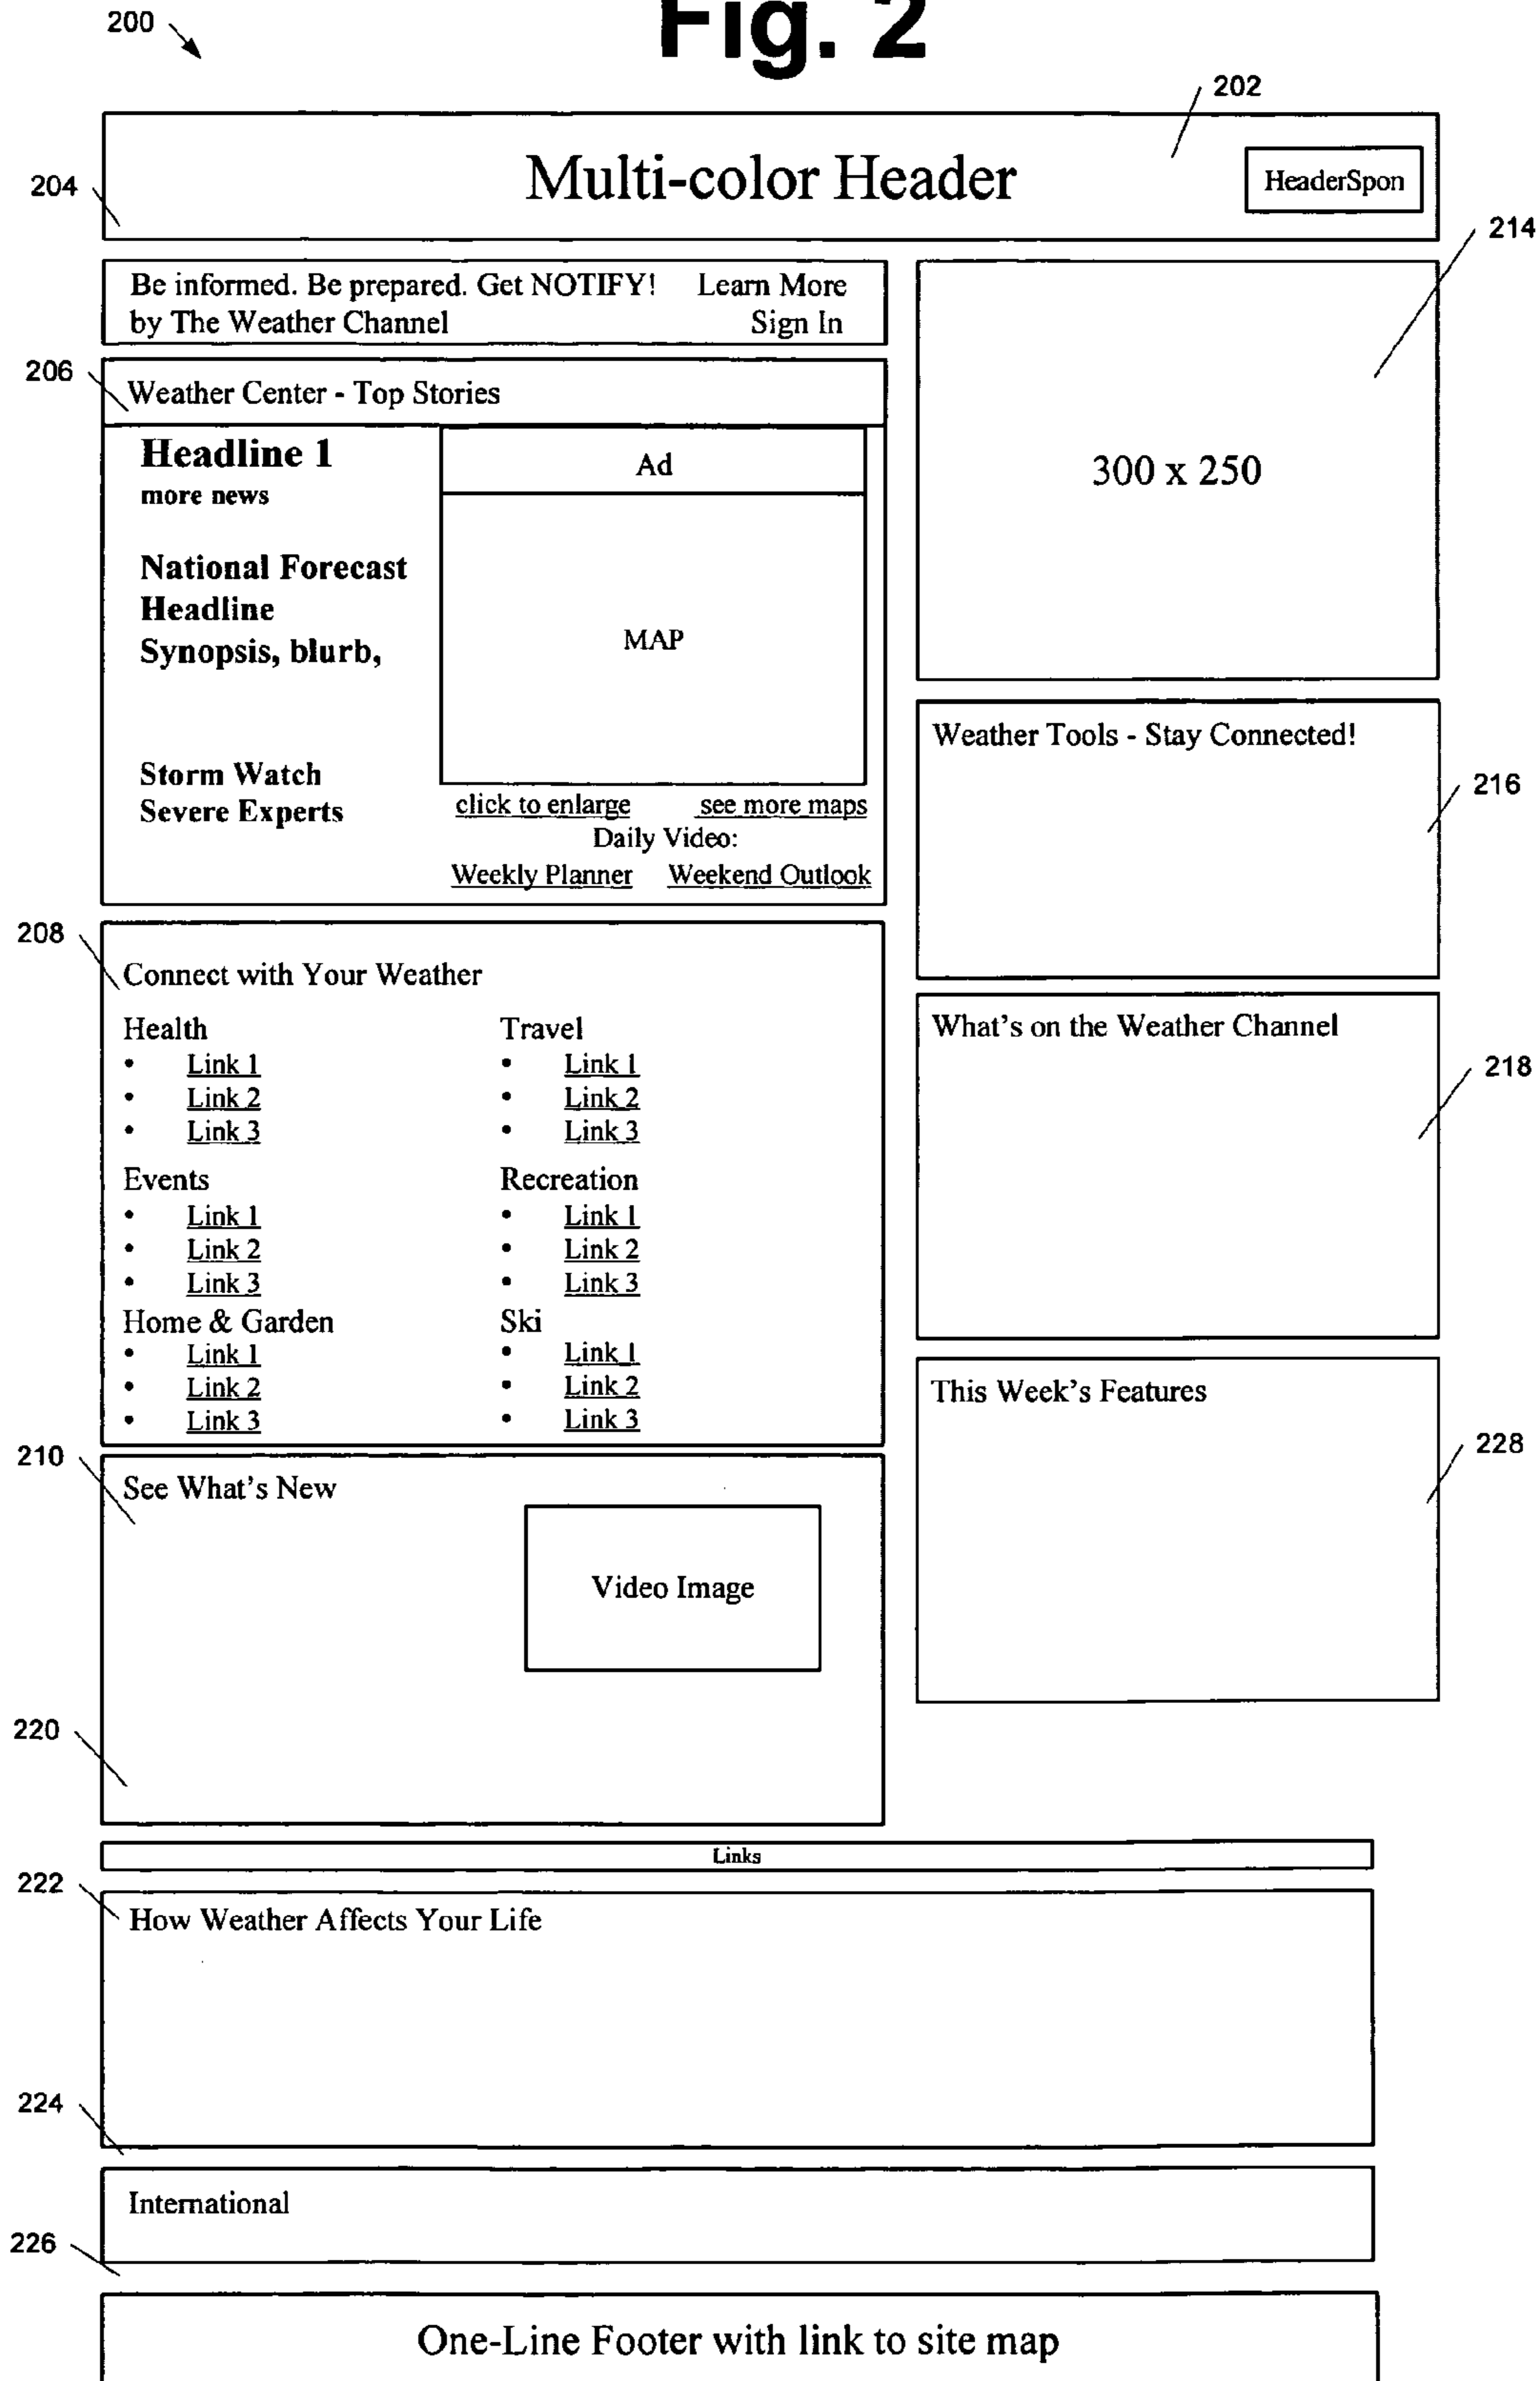 Fig. 2
200
202
204
Multi-color Header
HeaderSpon
214
Be informed. Be prepared. Get NOTIFY! Learn More
by The Weather Channel Sign In
206
Weather Center - Top Stories
Headline 1
more news
National Forecast
Headline
Synopsis, blurb,
Storm Watch
Severe Experts
Ad
MAP
click to enlarge see more maps
Daily Video:
Weekly Planner Weekend Outlook
300 x 250
Weather Tools - Stay Connected!
216
208
Connect with Your Weather
Health
• Link 1
• Link 2
• Link 3
Travel
• Link 1
• Link 2
• Link 3
Events
• Link 1
• Link 2
• Link 3
Recreation
• Link 1
• Link 2
• Link 3
Home & Garden
• Link 1
• Link 2
• Link 3
Ski
• Link 1
• Link 2
• Link 3
What's on the Weather Channel
218
This Week's Features
228
210
See What's New
Video Image
220
Links
222
How Weather Affects Your Life
224
International
226
One-Line Footer with link to site map